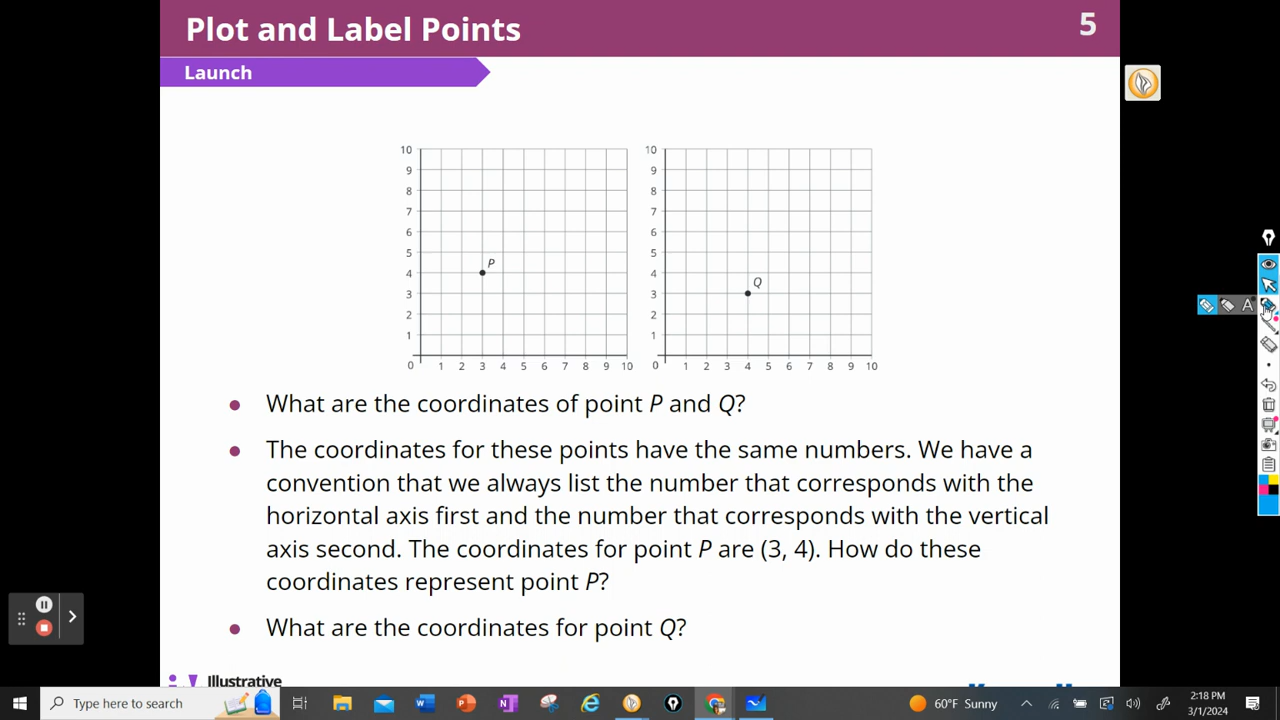 Plot and Label Points
5
Launch
10
9
8
7
6
5
4
3
2
1
0
1 2 3 4 5 6 7 8 9 10
P
10
9
8
7
6
5
4
3
2
1
0
1 2 3 4 5 6 7 8 9 10
Q
• What are the coordinates of point P and Q?
• The coordinates for these points have the same numbers. We have a
convention that we always list the number that corresponds with the
horizontal axis first and the number that corresponds with the vertical
axis second. The coordinates for point P are (3, 4). How do these
coordinates represent point P?
• What are the coordinates for point Q?
Illustrative
A
Type here to search
60°F Sunny
2:18 PM
3/1/2024